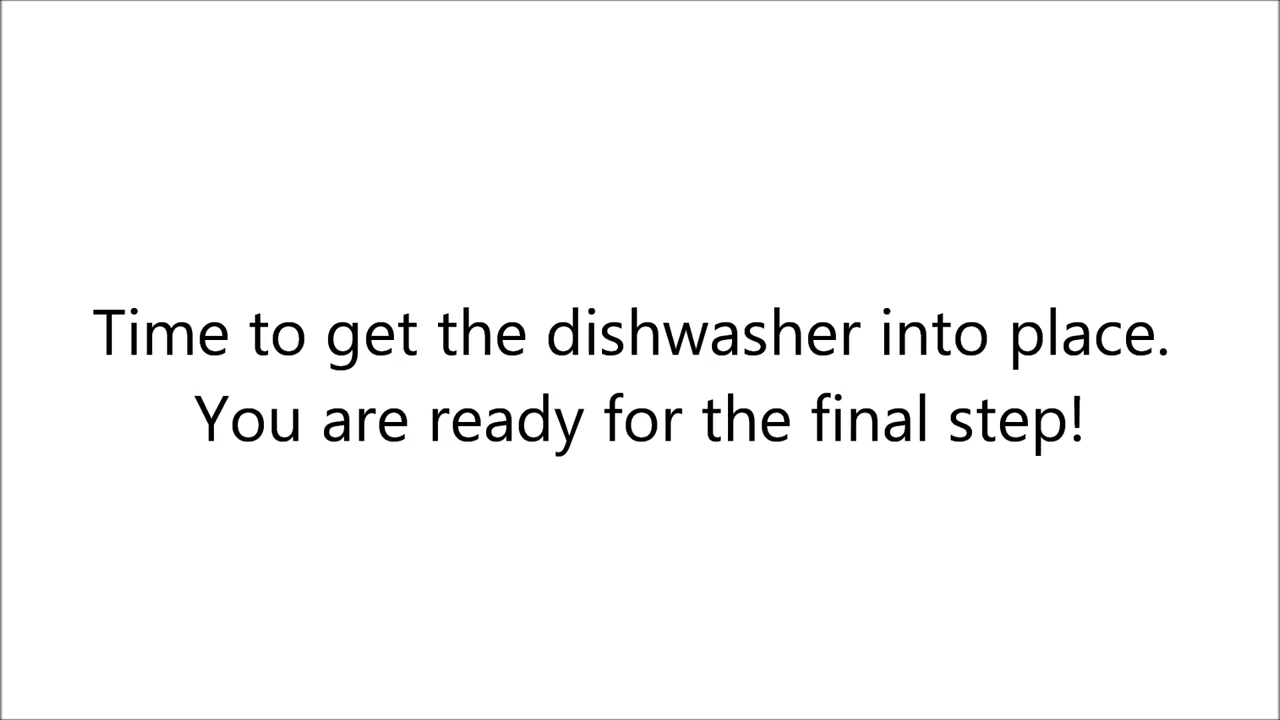 Time to get the dishwasher into place.
You are ready for the final step!